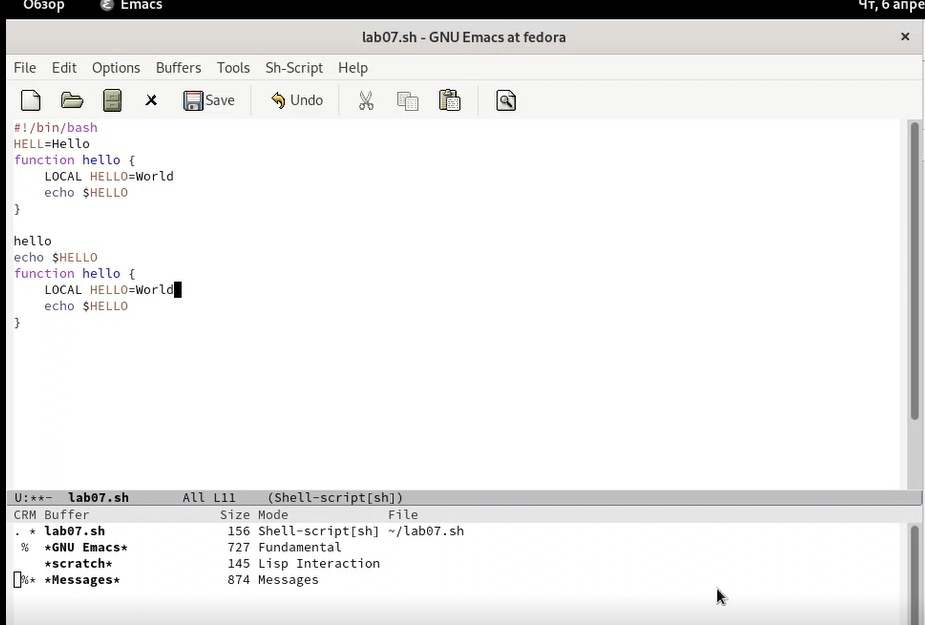 Обзор Emacs Чт, 6 апре
lab07.sh - GNU Emacs at fedora
File Edit Options Buffers Tools Sh-Script Help
Save Undo
#!/bin/bash
HELL=Hello
function hello {
    LOCAL HELLO=World
    echo $HELLO
}
hello
echo $HELLO
function hello {
    LOCAL HELLO=World
    echo $HELLO
}
U:**-  lab07.sh       All L11    (Shell-script[sh])
CRM Buffer                 Size Mode             File
. * lab07.sh                156 Shell-script[sh] ~/lab07.sh
 %  *GNU Emacs*             727 Fundamental
    *scratch*               145 Lisp Interaction
 %* *Messages*              874 Messages